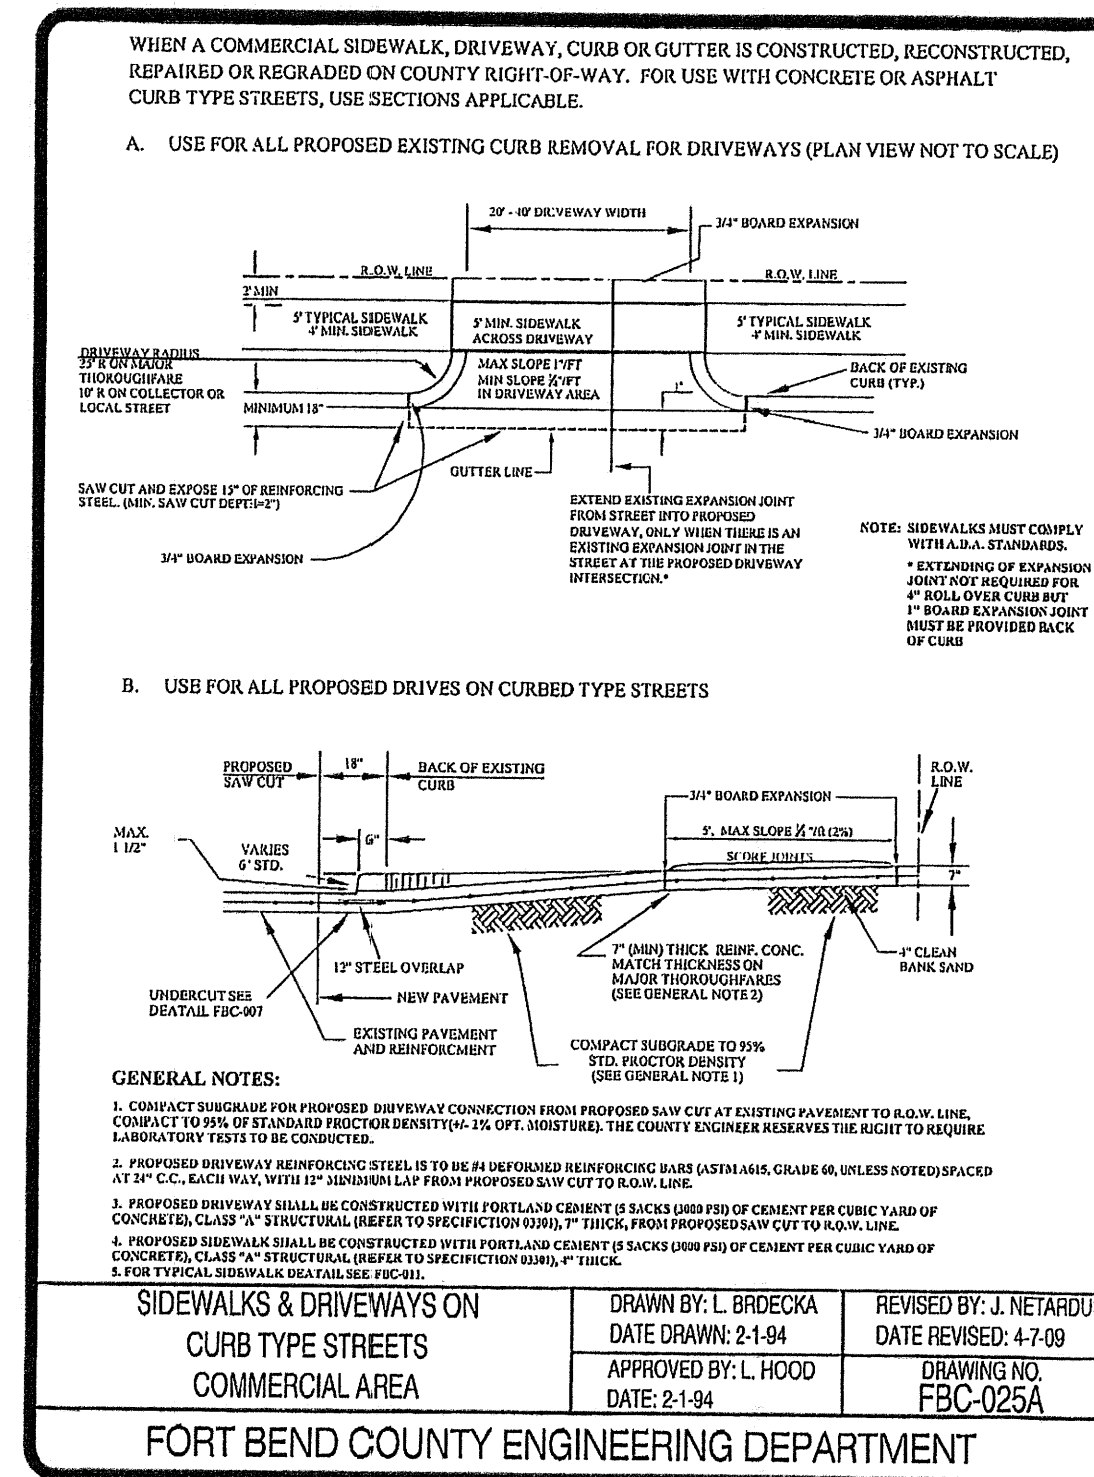 WHEN A COMMERCIAL SIDEWALK, DRIVEWAY, CURB OR GUTTER IS CONSTRUCTED, RECONSTRUCTED,
REPAIRED OR REGRADED ON COUNTY RIGHT-OF-WAY. FOR USE WITH CONCRETE OR ASPHALT
CURB TYPE STREETS, USE SECTIONS APPLICABLE.
A. USE FOR ALL PROPOSED EXISTING CURB REMOVAL FOR DRIVEWAYS (PLAN VIEW NOT TO SCALE)
20' - 40' DRIVEWAY WIDTH
3/4" BOARD EXPANSION
R.O.W. LINE
R.O.W. LINE
2' MIN
5' TYPICAL SIDEWALK
4' MIN. SIDEWALK
5' MIN. SIDEWALK
ACROSS DRIVEWAY
5' TYPICAL SIDEWALK
4' MIN. SIDEWALK
DRIVEWAY RADIUS
25' R ON MAJOR
THOROUGHFARE
10' R ON COLLECTOR OR
LOCAL STREET
MAX SLOPE 1"/FT
MIN SLOPE ¼"/FT
IN DRIVEWAY AREA
1"
BACK OF EXISTING
CURB (TYP.)
MINIMUM 18"
3/4" BOARD EXPANSION
GUTTER LINE
SAW CUT AND EXPOSE 15" OF REINFORCING
STEEL. (MIN. SAW CUT DEPTH=2")
3/4" BOARD EXPANSION
EXTEND EXISTING EXPANSION JOINT
FROM STREET INTO PROPOSED
DRIVEWAY, ONLY WHEN THERE IS AN
EXISTING EXPANSION JOINT IN THE
STREET AT THE PROPOSED DRIVEWAY
INTERSECTION.*
NOTE: SIDEWALKS MUST COMPLY
WITH A.D.A. STANDARDS.
* EXTENDING OF EXPANSION
JOINT NOT REQUIRED FOR
4" ROLL OVER CURB BUT
1" BOARD EXPANSION JOINT
MUST BE PROVIDED BACK
OF CURB
B. USE FOR ALL PROPOSED DRIVES ON CURBED TYPE STREETS
PROPOSED
SAW CUT
18"
BACK OF EXISTING
CURB
R.O.W.
LINE
3/4" BOARD EXPANSION
MAX.
1 1/2"
VARIES
6' STD.
6"
5', MAX SLOPE ¼ "/ft (2%)
SCORE JOINTS
7"
12" STEEL OVERLAP
7" (MIN) THICK REINF. CONC.
MATCH THICKNESS ON
MAJOR THOROUGHFARES
(SEE GENERAL NOTE 2)
4" CLEAN
BANK SAND
UNDERCUT SEE
DEATAIL FBC-007
NEW PAVEMENT
EXISTING PAVEMENT
AND REINFORCMENT
COMPACT SUBGRADE TO 95%
STD. PROCTOR DENSITY
(SEE GENERAL NOTE 1)
GENERAL NOTES:
1. COMPACT SUBGRADE FOR PROPOSED DRIVEWAY CONNECTION FROM PROPOSED SAW CUT AT EXISTING PAVEMENT TO R.O.W. LINE,
COMPACT TO 95% OF STANDARD PROCTOR DENSITY(+/- 2% OPT. MOISTURE). THE COUNTY ENGINEER RESERVES THE RIGHT TO REQUIRE
LABORATORY TESTS TO BE CONDUCTED..
2. PROPOSED DRIVEWAY REINFORCING STEEL IS TO BE #4 DEFORMED REINFORCING BARS (ASTM A615, GRADE 60, UNLESS NOTED) SPACED
AT 24" C.C., EACH WAY, WITH 12" MINIMUM LAP FROM PROPOSED SAW CUT TO R.O.W. LINE.
3. PROPOSED DRIVEWAY SHALL BE CONSTRUCTED WITH PORTLAND CEMENT (5 SACKS (3000 PSI) OF CEMENT PER CUBIC YARD OF
CONCRETE), CLASS "A" STRUCTURAL (REFER TO SPECIFICTION 03301), 7" THICK, FROM PROPOSED SAW CUT TO R.O.W. LINE.
4. PROPOSED SIDEWALK SHALL BE CONSTRUCTED WITH PORTLAND CEMENT (5 SACKS (3000 PSI) OF CEMENT PER CUBIC YARD OF
CONCRETE), CLASS "A" STRUCTURAL (REFER TO SPECIFICTION 03301), 4" THICK.
5. FOR TYPICAL SIDEWALK DEATAIL SEE FBC-011.
SIDEWALKS & DRIVEWAYS ON
CURB TYPE STREETS
COMMERCIAL AREA
DRAWN BY: L. BRDECKA
DATE DRAWN: 2-1-94
REVISED BY: J. NETARDU
DATE REVISED: 4-7-09
APPROVED BY: L. HOOD
DATE: 2-1-94
DRAWING NO.
FBC-025A
FORT BEND COUNTY ENGINEERING DEPARTMENT